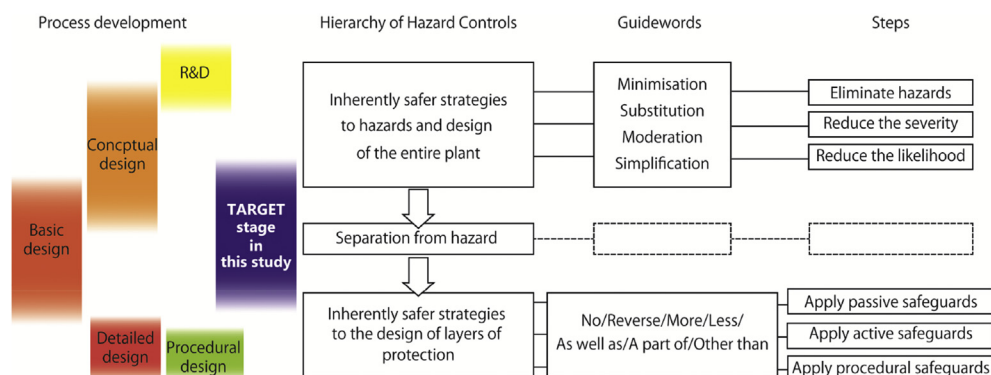 Process development
Hierarchy of Hazard Controls
Guidewords
Steps
R&D
Concptual
design
Basic
design
TARGET
stage
in
this study
Detailed
design
Procedural
design
Inherently safer strategies
to hazards and design
of the entire plant
Minimisation
Substitution
Moderation
Simplification
Eliminate hazards
Reduce the severity
Reduce the likelihood
Separation from hazard
Inherently safer strategies
to the design of layers of
protection
No/Reverse/More/Less/
As well as/A part of/Other than
Apply passive safeguards
Apply active safeguards
Apply procedural safeguards